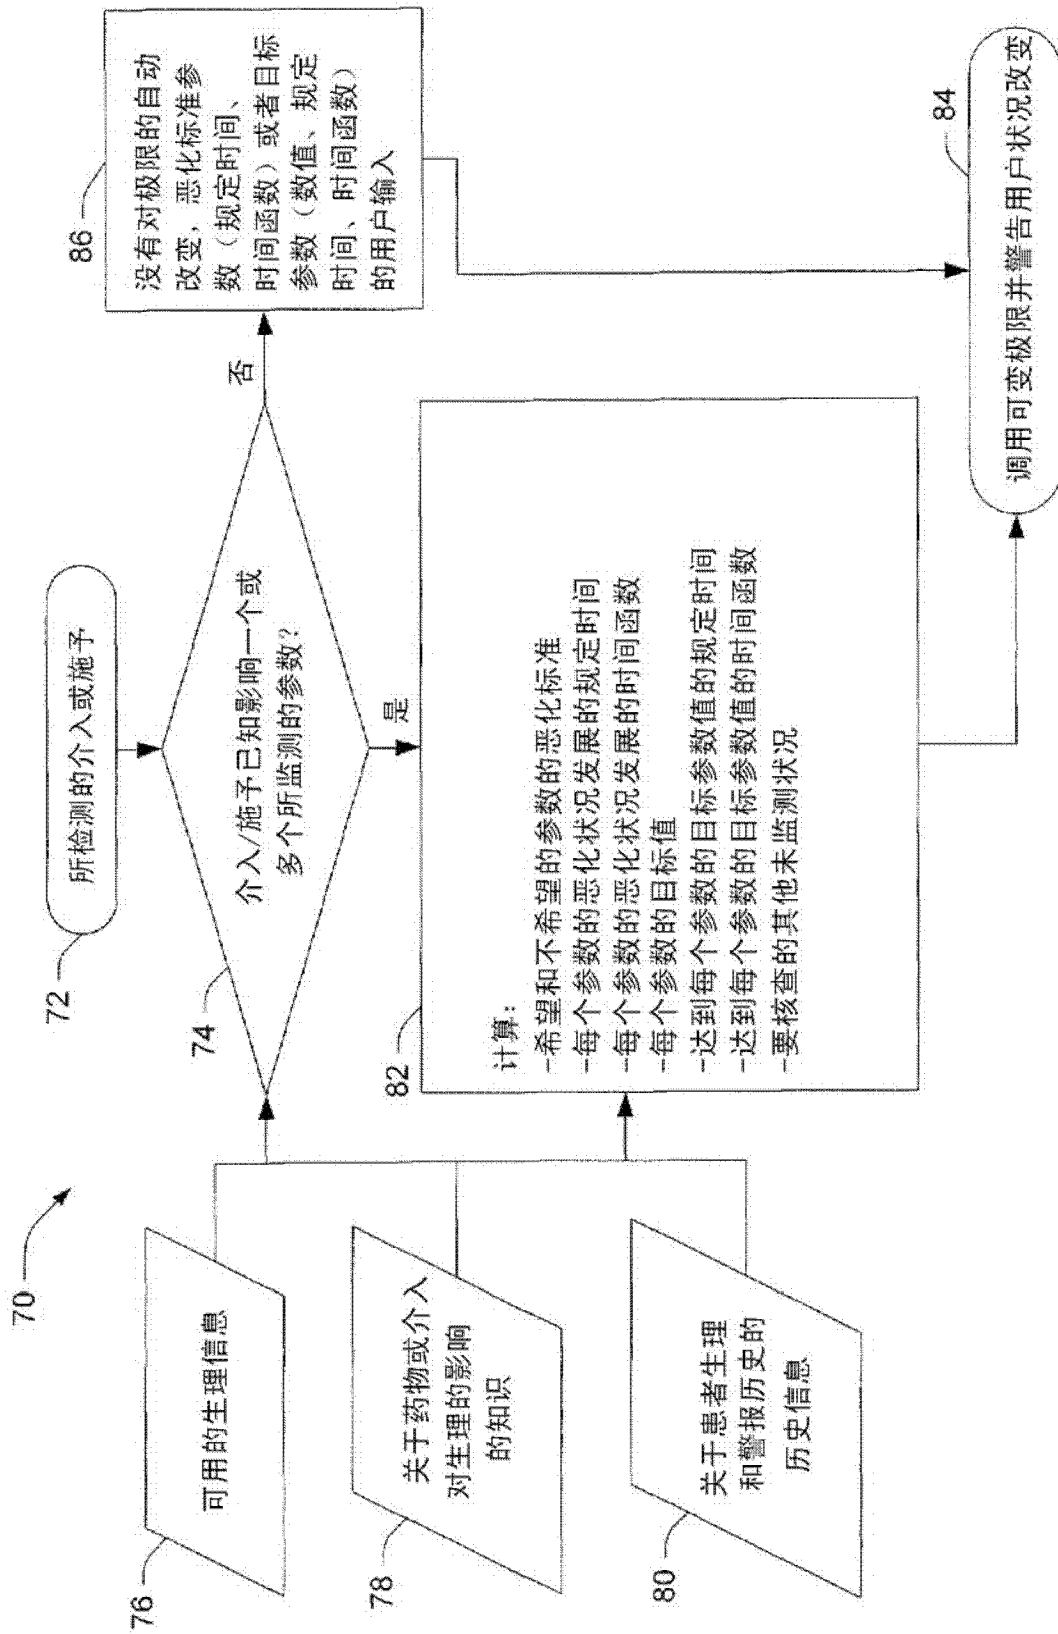 70
72
所检测的介入或施予
74
介入/施予已知影响一个或
多个所监测的参数?
否
是
76
可用的生理信息
78
关于药物或介入
对生理的影响
的知识
80
关于患者生理
和警报历史的
历史信息
82
计算:
-希望和不希望的参数的恶化标准
-每个参数的恶化状况发展的规定时间
-每个参数的恶化状况发展的时间函数
-每个参数的目标值
-达到每个参数的目标参数值的规定时间
-达到每个参数的目标参数值的时间函数
-要核查的其他未监测状况
86
没有对极限的自动
改变，恶化标准参
数（规定时间、
时间函数）或者目标
参数（数值、规定
时间、时间函数）
的用户输入
84
调用可变极限并警告用户状况改变